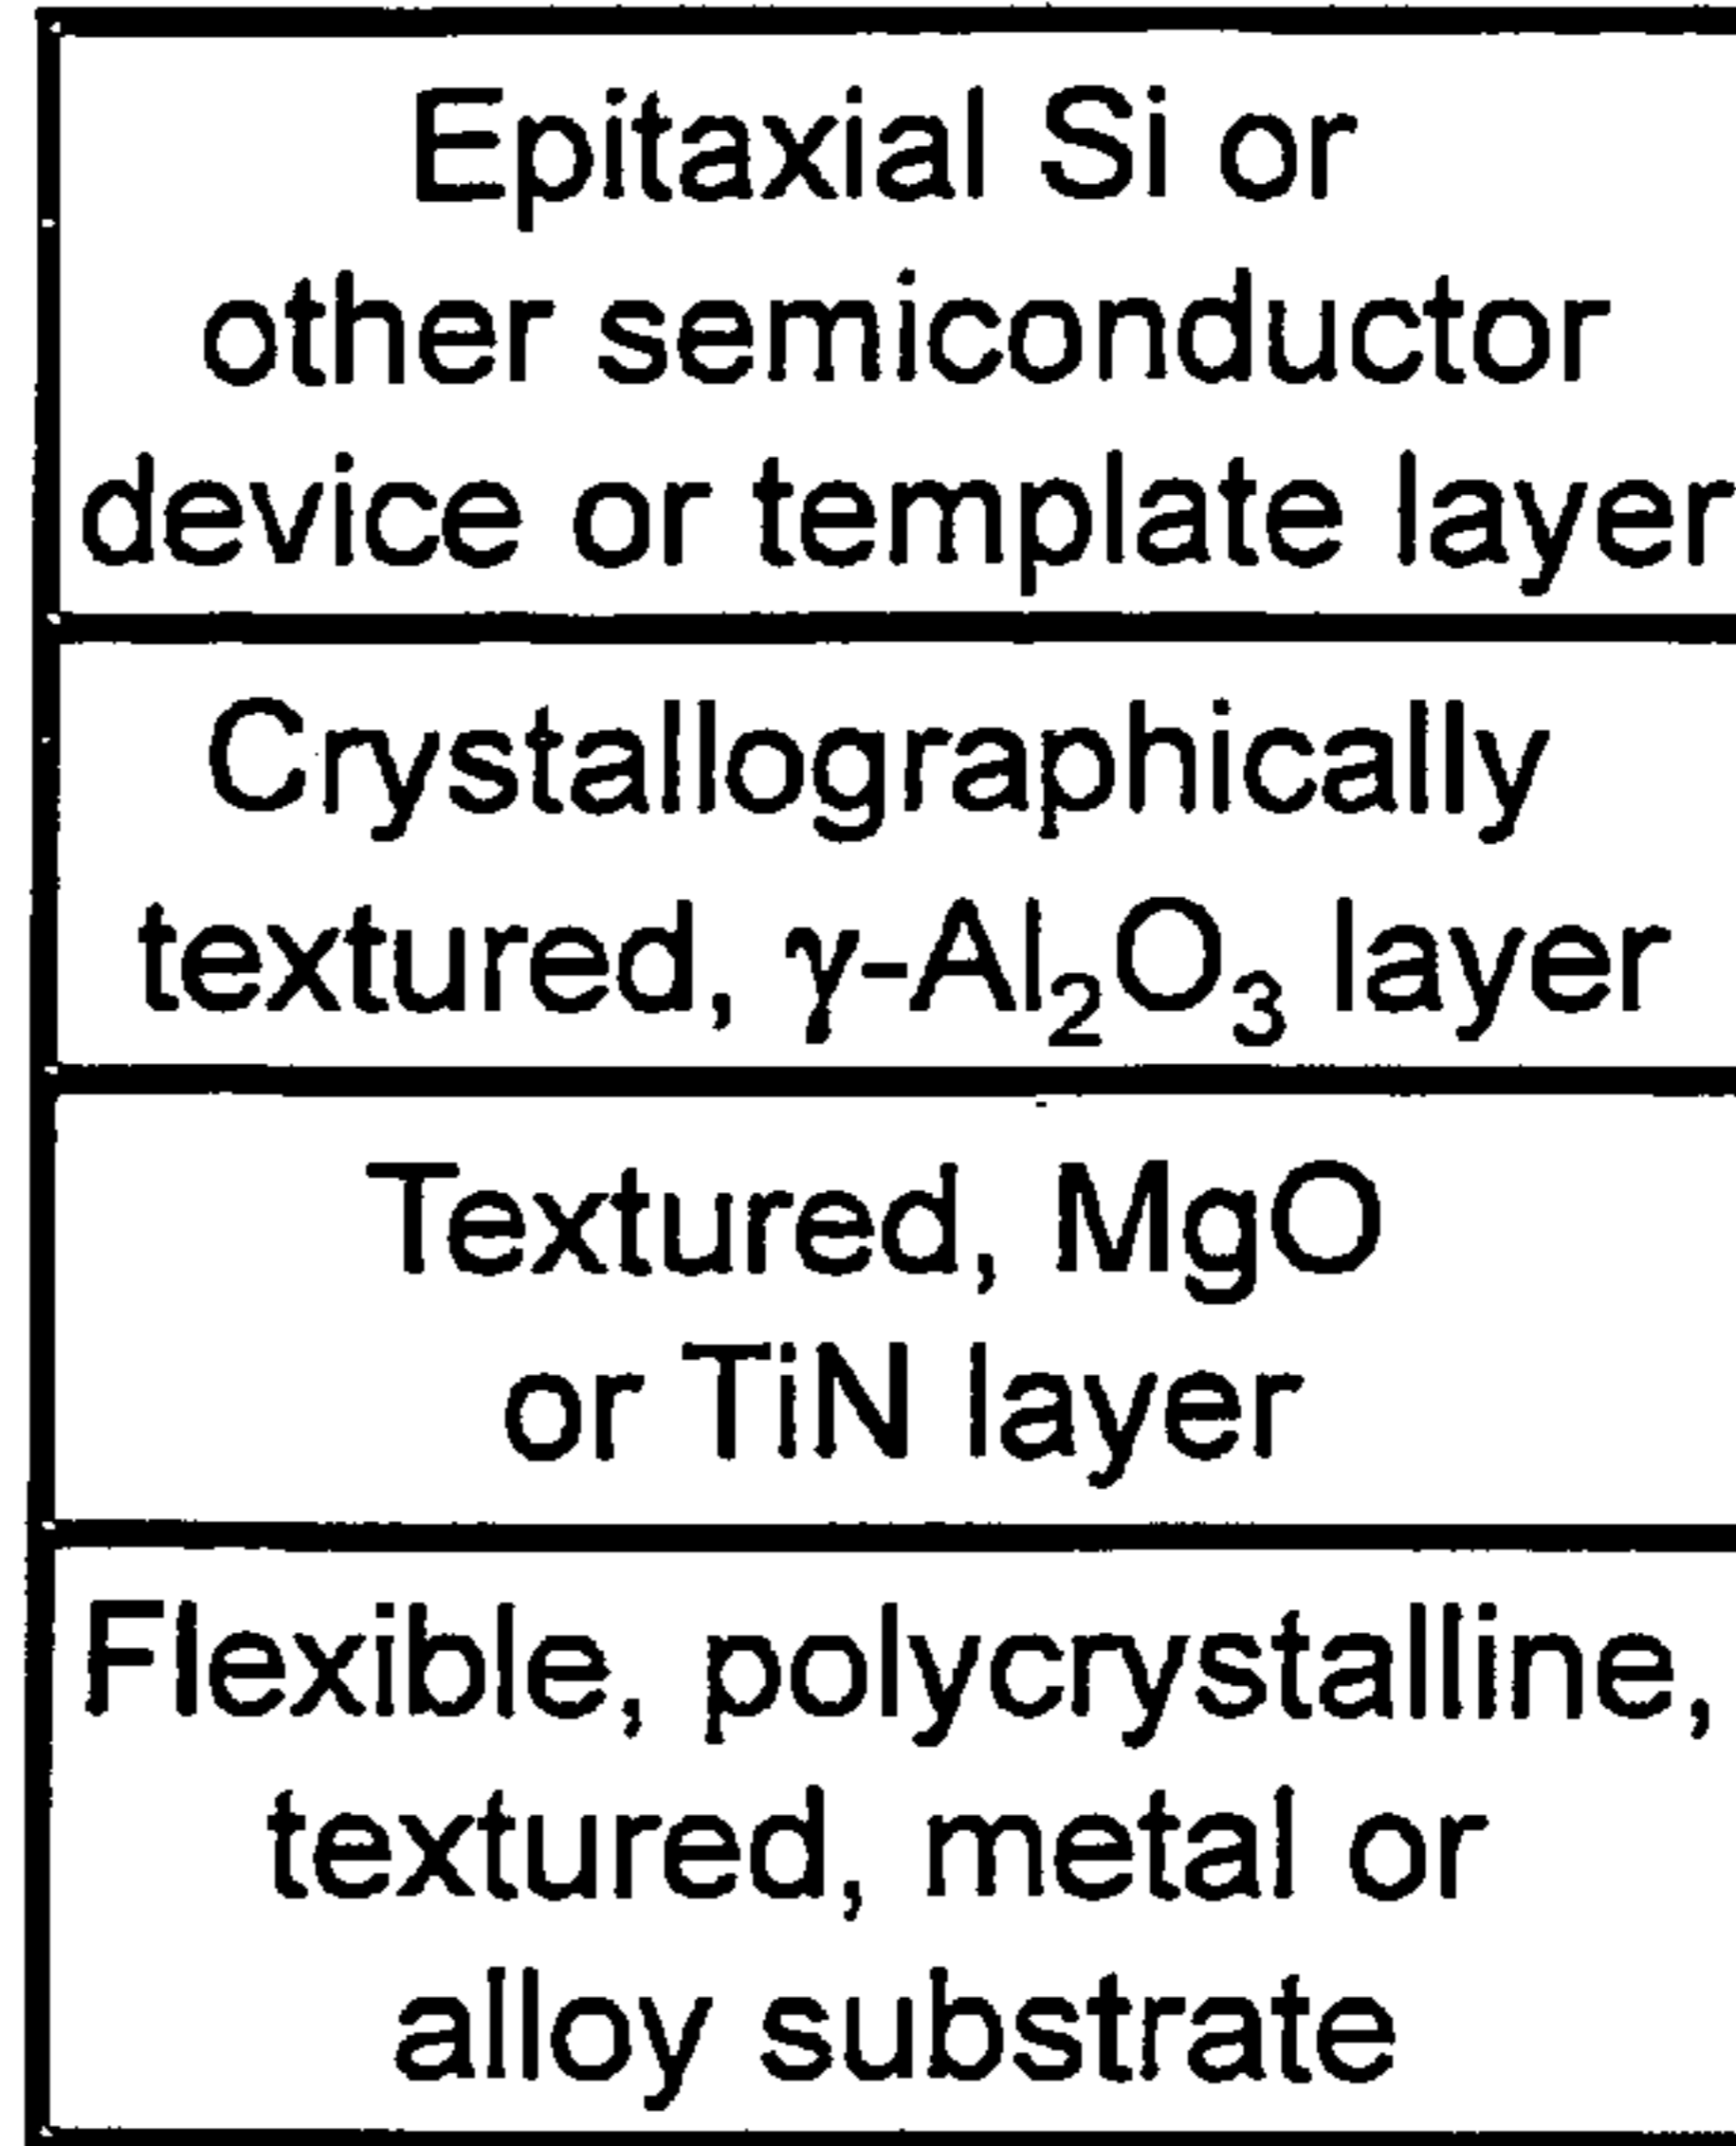 Epitaxial Si or
other semiconductor
device or template layer
Crystallographically
textured, γ-Al₂O₃ layer
Textured, MgO
or TiN layer
Flexible, polycrystalline,
textured, metal or
alloy substrate